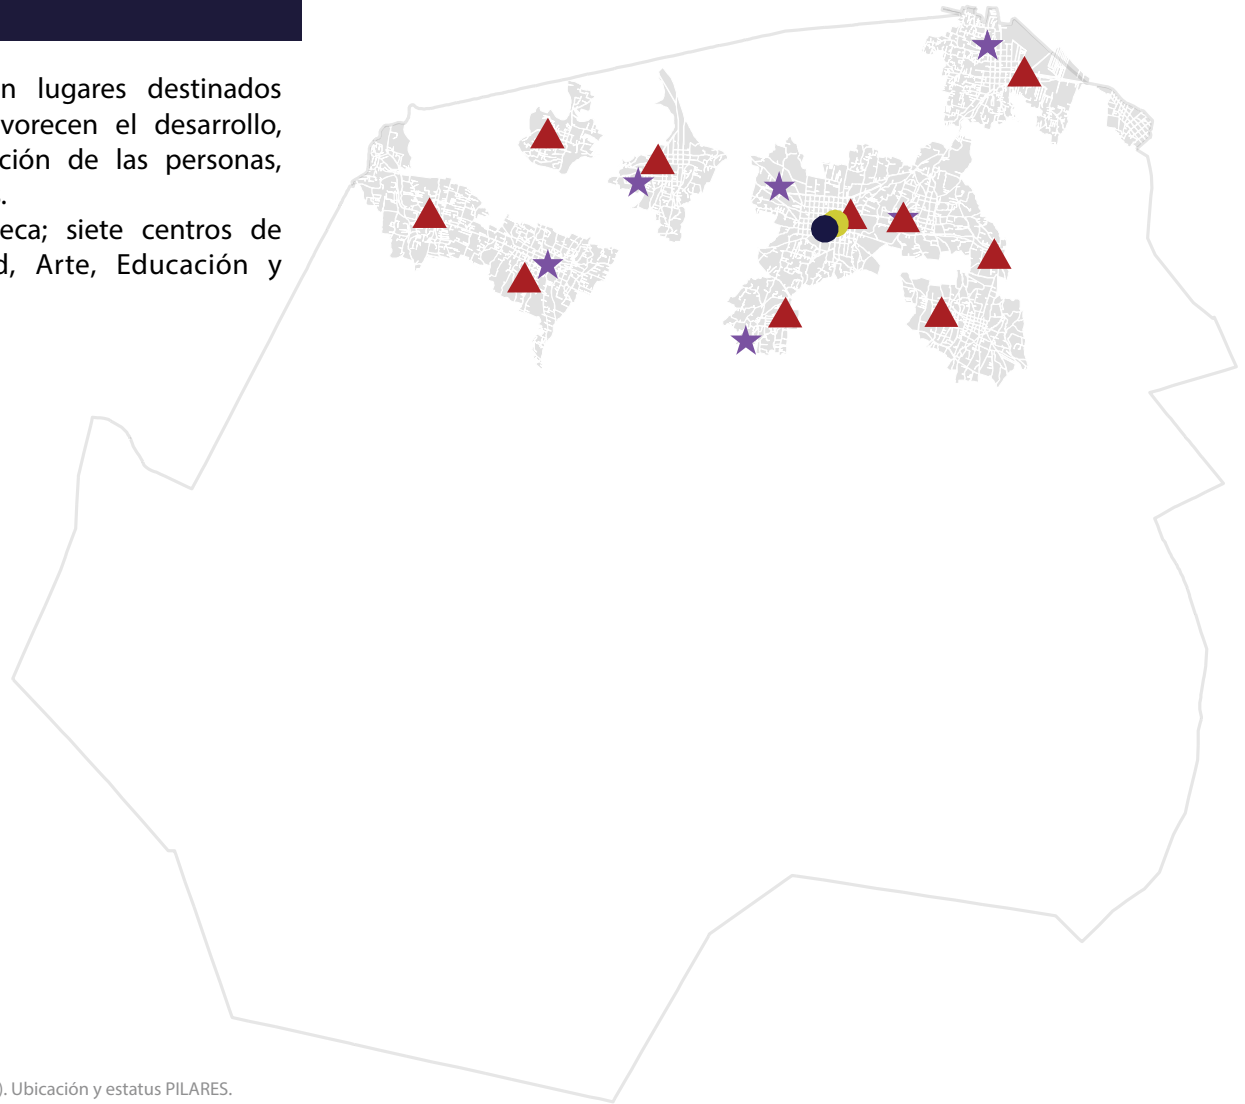 n lugares destinados
vorecen el desarrollo,
ción de las personas,
.
eca; siete centros de
d, Arte, Educación y
). Ubicación y estatus PILARES.